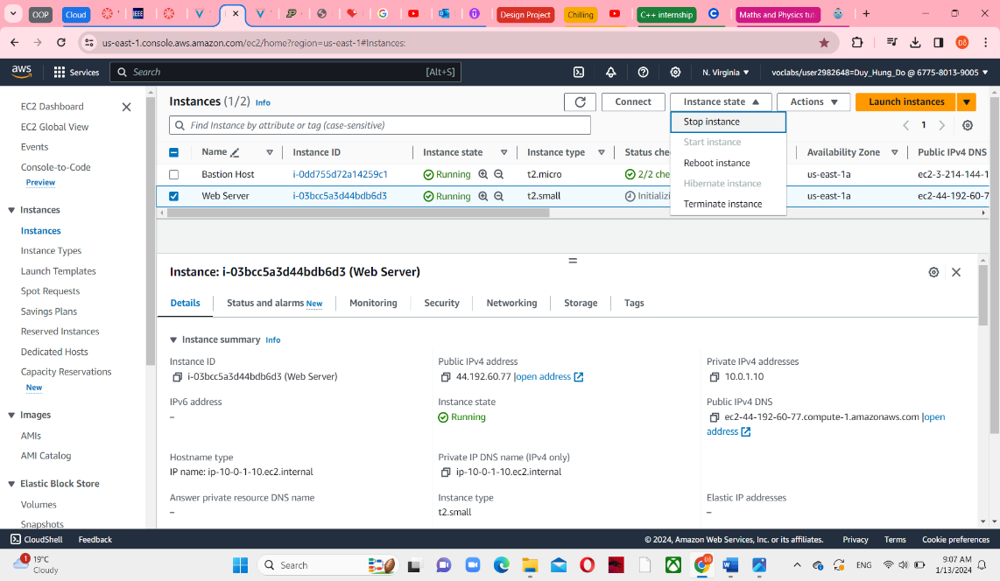 OOP Cloud Design Project Chilling C++ internship Maths and Physics tut
us-east-1.console.aws.amazon.com/ec2/home?region=us-east-1#Instances:
aws Services Search [Alt+S] N. Virginia voclabs/user2982648=Duy_Hung_Do @ 6775-8013-9005
EC2 Dashboard
EC2 Global View
Events
Console-to-Code
Preview
Instances
Instances
Instance Types
Launch Templates
Spot Requests
Savings Plans
Reserved Instances
Dedicated Hosts
Capacity Reservations
New
Images
AMIs
AMI Catalog
Elastic Block Store
Volumes
Snapshots
Instances (1/2) Info
Connect Instance state Actions Launch instances
Find Instance by attribute or tag (case-sensitive)
1
Stop instance
Start instance
Reboot instance
Hibernate instance
Terminate instance
Name Instance ID Instance state Instance type Status che Availability Zone Public IPv4 DNS
Bastion Host i-0dd755d72a14259c1 Running t2.micro 2/2 che us-east-1a ec2-3-214-144-1
Web Server i-03bcc5a3d44bdb6d3 Running t2.small Initializi us-east-1a ec2-44-192-60-7
Instance: i-03bcc5a3d44bdb6d3 (Web Server)
Details Status and alarms New Monitoring Security Networking Storage Tags
Instance summary Info
Instance ID
i-03bcc5a3d44bdb6d3 (Web Server)
Public IPv4 address
44.192.60.77 |open address
Private IPv4 addresses
10.0.1.10
IPv6 address
–
Instance state
Running
Public IPv4 DNS
ec2-44-192-60-77.compute-1.amazonaws.com |open
address
Hostname type
IP name: ip-10-0-1-10.ec2.internal
Private IP DNS name (IPv4 only)
ip-10-0-1-10.ec2.internal
Answer private resource DNS name
–
Instance type
t2.small
Elastic IP addresses
–
CloudShell Feedback © 2024, Amazon Web Services, Inc. or its affiliates. Privacy Terms Cookie preferences
1
19°C
Cloudy
Search
ENG
9:07 AM
1/13/2024